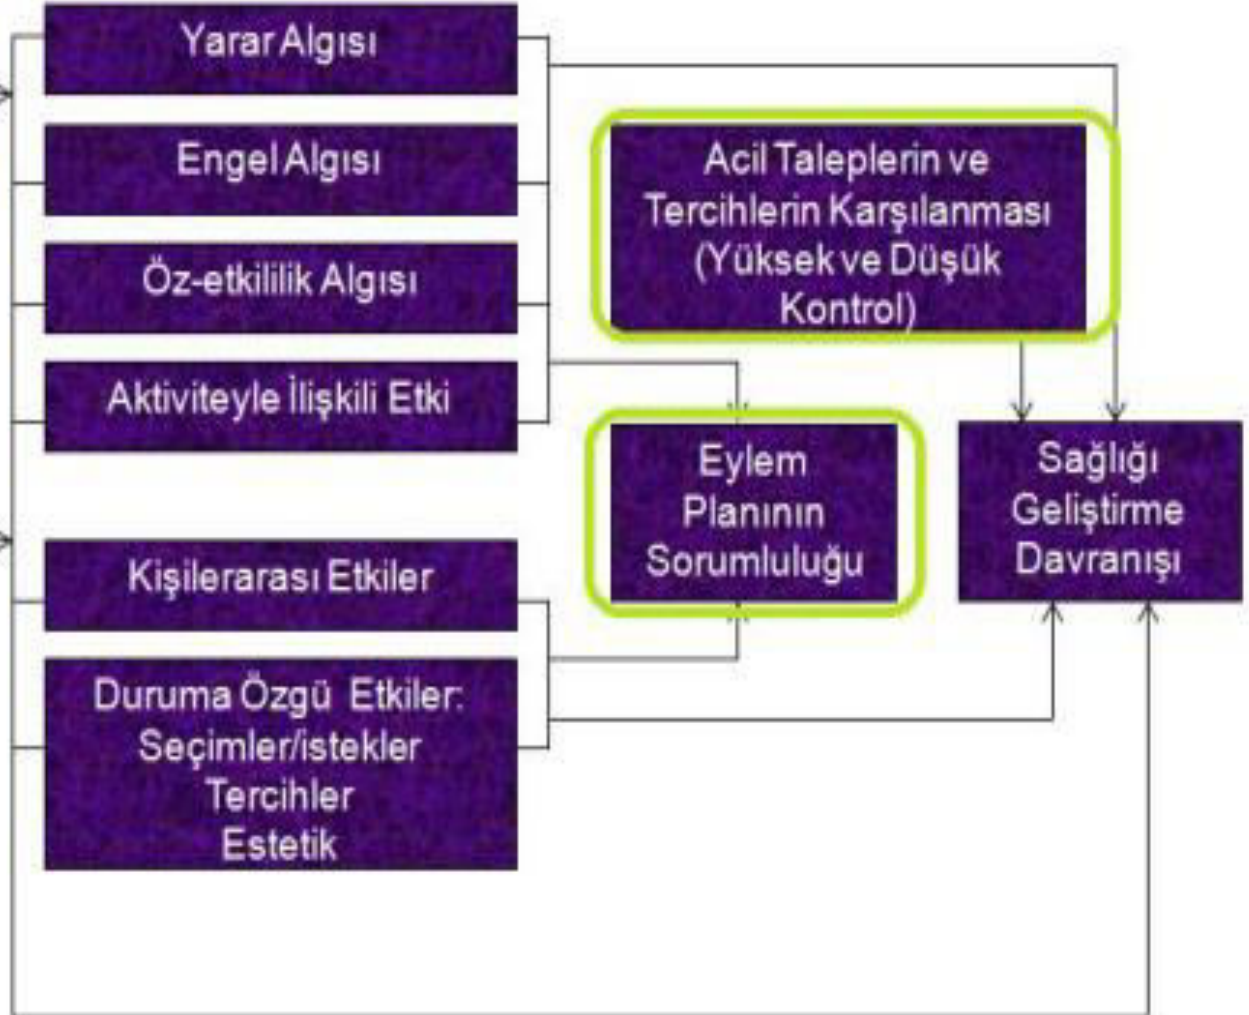 Yarar Algısı
Engel Algısı
Öz-etkililik Algısı
Aktiviteyle İlişkili Etki
Kişilerarası Etkiler
Duruma Özgü Etkiler:
Seçimler/istekler
Tercihler
Estetik
Acil Taleplerin ve
Tercihlerin Karşılanması
(Yüksek ve Düşük
Kontrol)
Eylem
Planının
Sorumluluğu
Sağlığı
Geliştirme
Davranışı